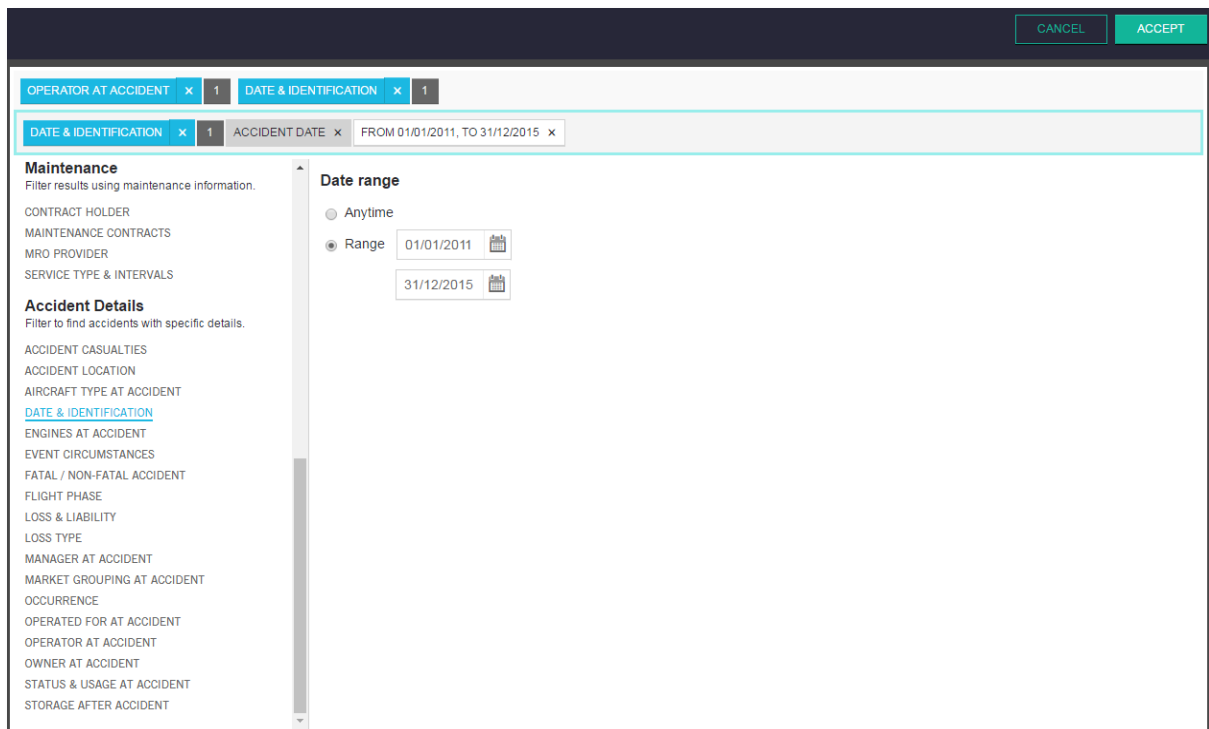 CANCEL ACCEPT
OPERATOR AT ACCIDENT × 1 DATE & IDENTIFICATION × 1
DATE & IDENTIFICATION × 1 ACCIDENT DATE × FROM 01/01/2011, TO 31/12/2015 ×
Maintenance
Filter results using maintenance information.
CONTRACT HOLDER
MAINTENANCE CONTRACTS
MRO PROVIDER
SERVICE TYPE & INTERVALS
Accident Details
Filter to find accidents with specific details.
ACCIDENT CASUALTIES
ACCIDENT LOCATION
AIRCRAFT TYPE AT ACCIDENT
DATE & IDENTIFICATION
ENGINES AT ACCIDENT
EVENT CIRCUMSTANCES
FATAL / NON-FATAL ACCIDENT
FLIGHT PHASE
LOSS & LIABILITY
LOSS TYPE
MANAGER AT ACCIDENT
MARKET GROUPING AT ACCIDENT
OCCURRENCE
OPERATED FOR AT ACCIDENT
OPERATOR AT ACCIDENT
OWNER AT ACCIDENT
STATUS & USAGE AT ACCIDENT
STORAGE AFTER ACCIDENT
Date range
Anytime
Range 01/01/2011
31/12/2015